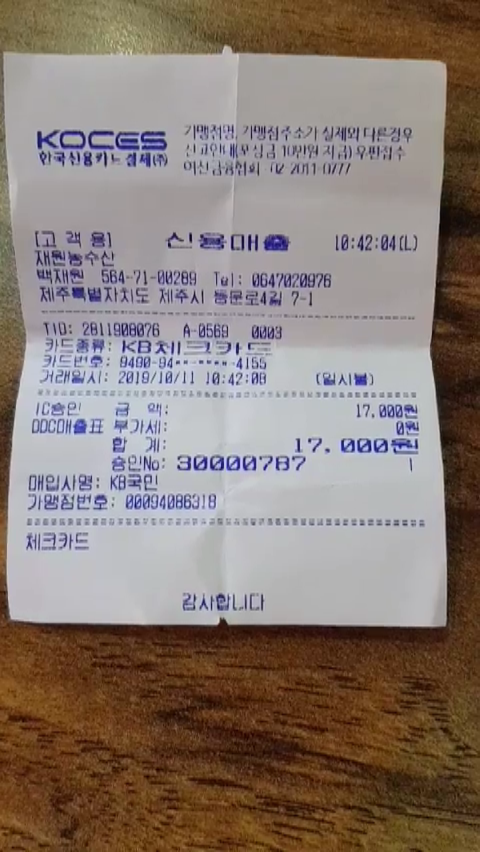 KOCES
한국신용카드결제(주)
가맹점명, 가맹점주소가 실제와 다른경우
신고안내(포상금 10만원 지급) 우편접수
여신금융협회 02-2011-0777
[고 객 용] 신용매출 10:42:04(L)
재원농수산
백재원 564-71-00289 Tel: 0647020976
제주특별자치도 제주시 동문로4길 7-1
TID: 2811908076 A-0569 0003
카드종류: KB체크카드
카드번호: 9490-94**-****-4155
거래일시: 2019/10/11 10:42:08 (일시불)
IC승인 금 액: 17,000원
DDC매출표 부가세: 0원
합 계: 17,000원
승인No: 30000787 1
매입사명: KB국민
가맹점번호: 00094086318
체크카드
감사합니다